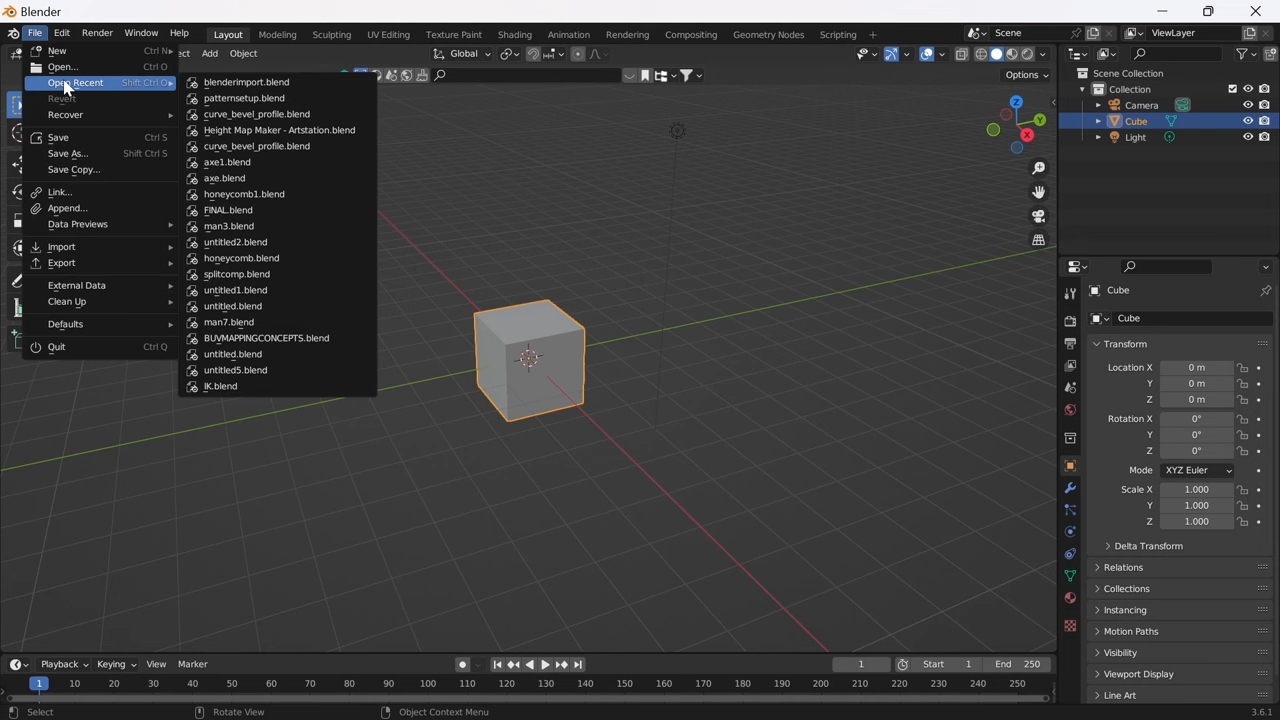 Blender
File Edit Render Window Layout Modeling Sculpting UV Editing Texture Paint Shading Animation Rendering Compositing Geometry Nodes Scripting + Scene ViewLayer
Add Object Global
Options
New Ctrl N
Open... Ctrl O
Open Recent Shift Ctrl O
Revert
Recover
Save Ctrl S
Save As... Shift Ctrl S
Save Copy...
Link...
Append...
Data Previews
Import
Export
External Data
Clean Up
Defaults
Quit Ctrl Q
blenderimport.blend
patternsetup.blend
curve_bevel_profile.blend
Height Map Maker - Artstation.blend
curve_bevel_profile.blend
axe1.blend
axe.blend
honeycomb1.blend
FINAL.blend
man3.blend
untitled2.blend
honeycomb.blend
splitcomp.blend
untitled1.blend
untitled.blend
man7.blend
BUVMAPPINGCONCEPTS.blend
untitled.blend
untitled5.blend
IK.blend
Z
Y
X
Scene Collection
Collection
Camera
Cube
Light
Cube
Cube
Transform
Location X 0 m
Y 0 m
Z 0 m
Rotation X 0°
Y 0°
Z 0°
Mode XYZ Euler
Scale X 1.000
Y 1.000
Z 1.000
Delta Transform
Relations
Collections
Instancing
Motion Paths
Visibility
Viewport Display
Line Art
Playback Keying View Marker 1 Start 1 End 250
1 10 20 30 40 50 60 70 80 90 100 110 120 130 140 150 160 170 180 190 200 210 220 230 240 250
Select Rotate View Object Context Menu 3.6.1